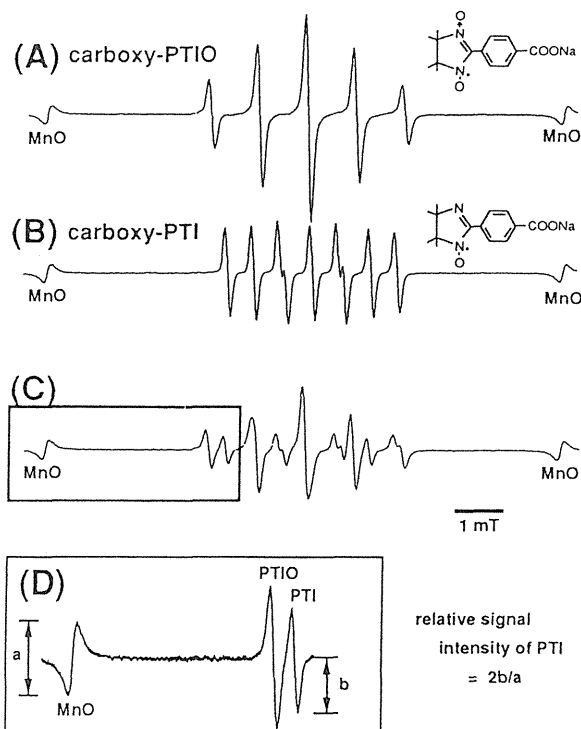 (A) carboxy-PTIO
O
N
N
O
COONa
MnO
MnO
(B) carboxy-PTI
N
N
O
COONa
MnO
MnO
(C)
MnO
MnO
1 mT
(D)
PTIO
PTI
a
b
MnO
relative signal
intensity of PTI
= 2b/a